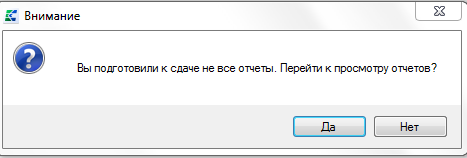 Внимание
Вы подготовили к сдаче не все отчеты. Перейти к просмотру отчетов?
Да
Нет